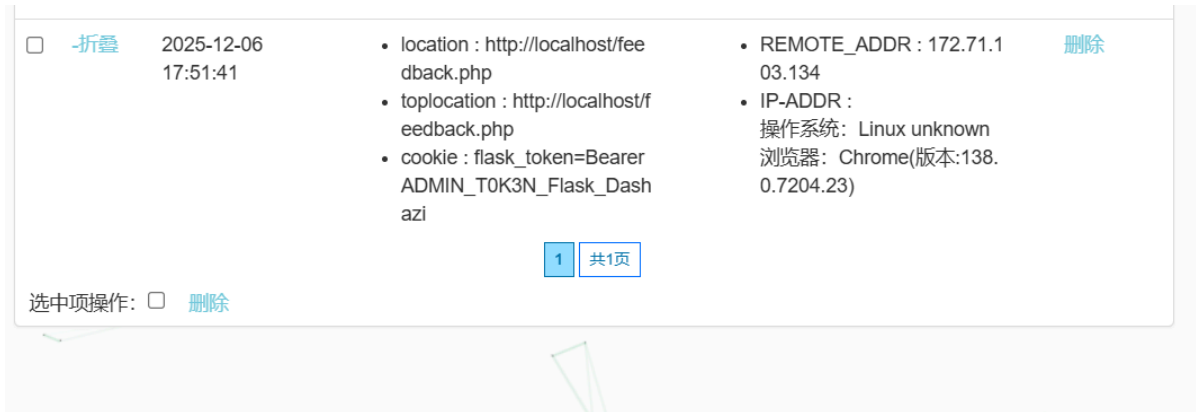 -折叠
2025-12-06
17:51:41
location : http://localhost/fee
dback.php
toplocation : http://localhost/f
eedback.php
cookie : flask_token=Bearer
ADMIN_T0K3N_Flask_Dash
azi
REMOTE_ADDR : 172.71.1
03.134
IP-ADDR :
操作系统：Linux unknown
浏览器：Chrome(版本:138.
0.7204.23)
删除
1 共1页
选中项操作： 删除